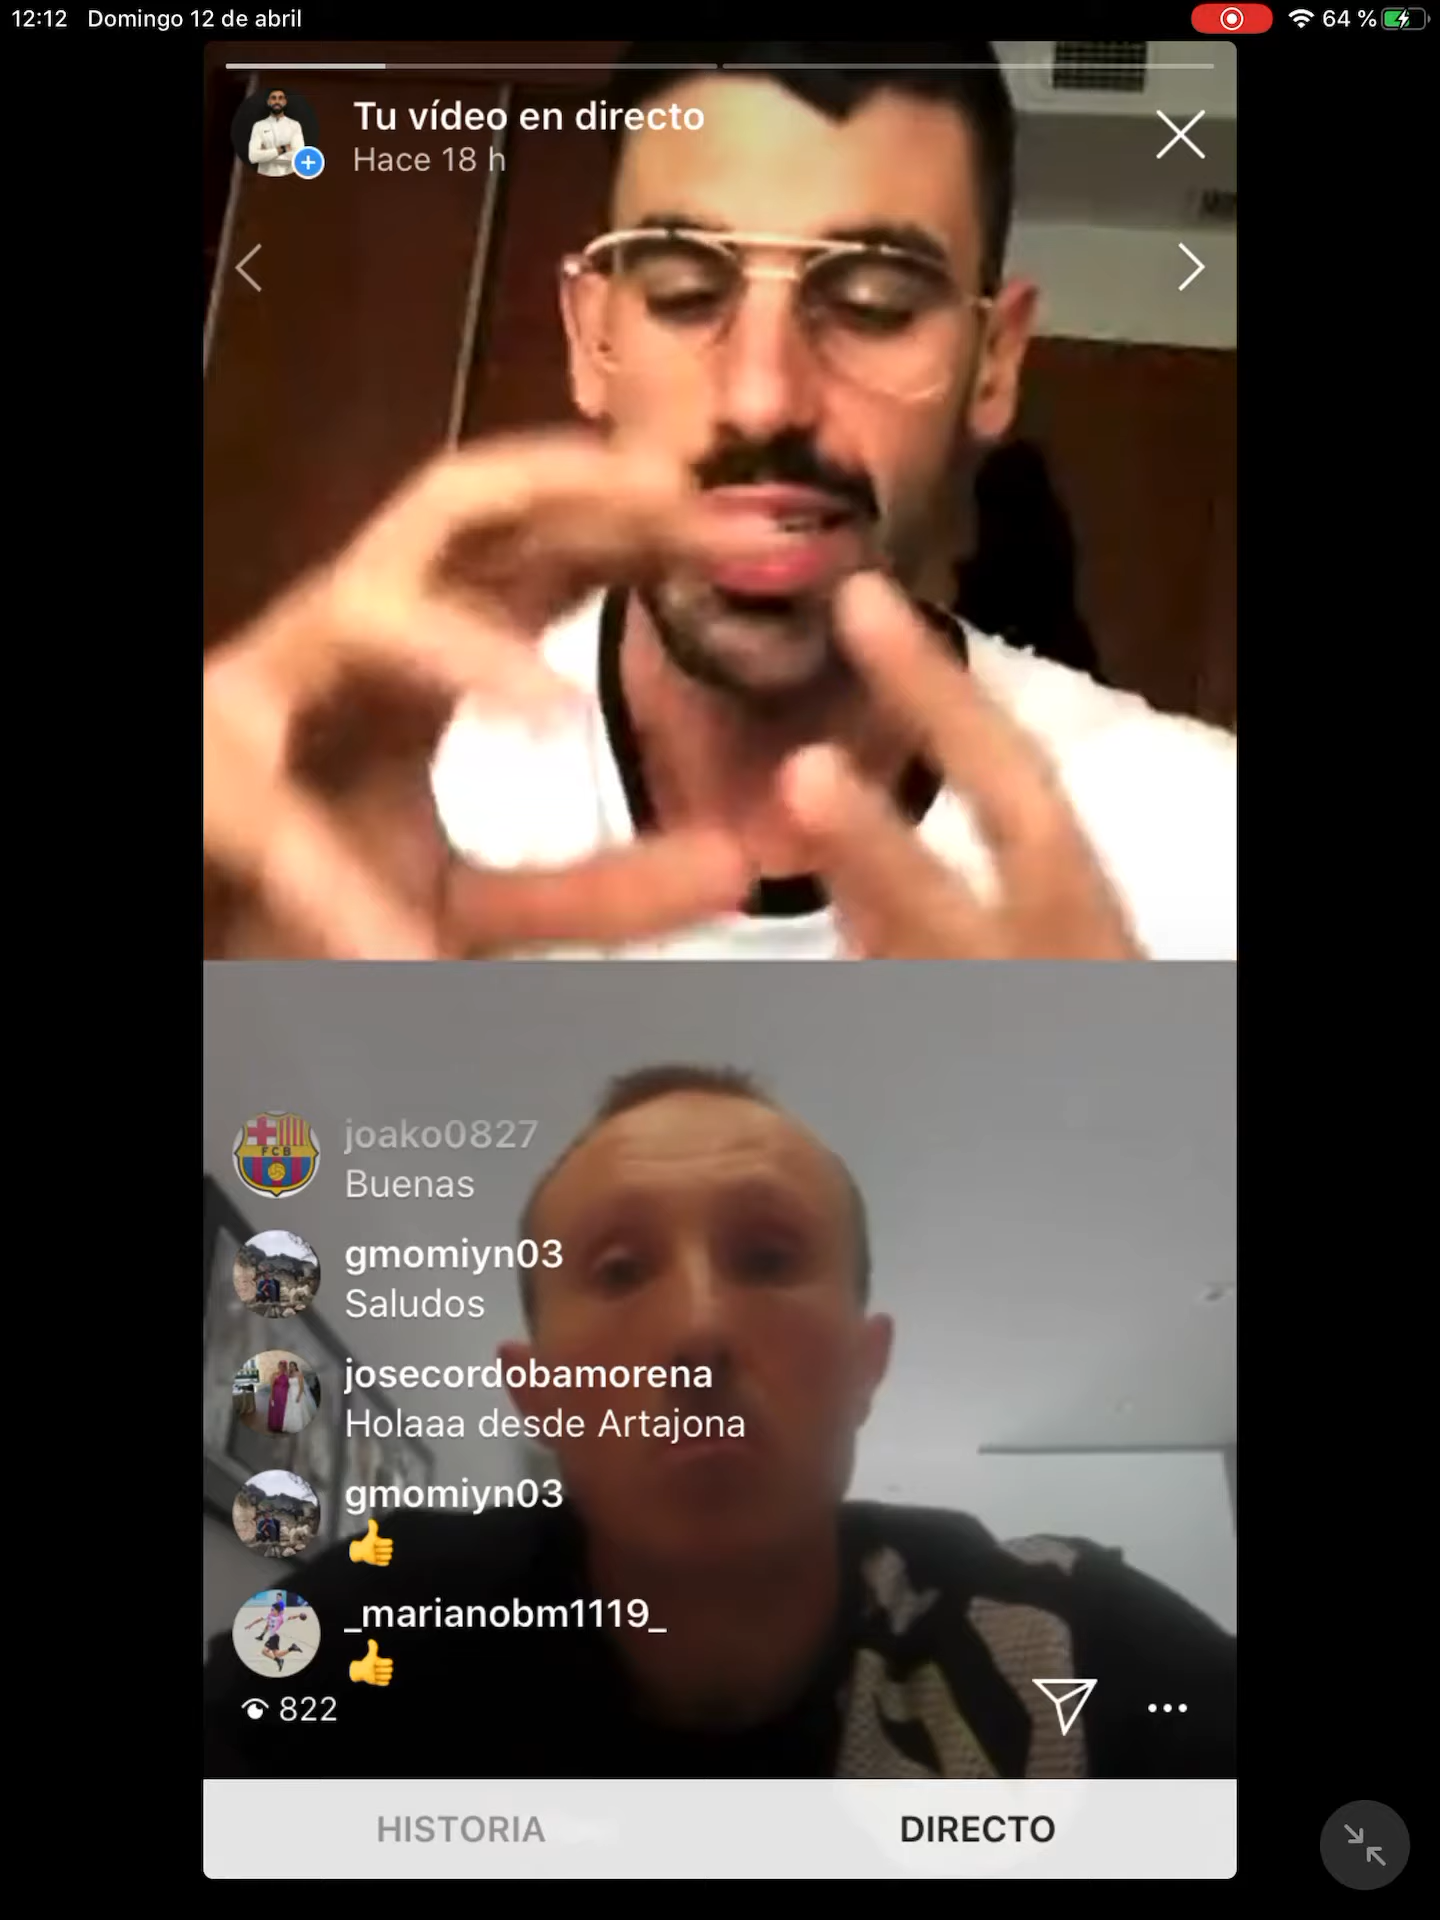 12:12 Domingo 12 de abril
64 %
Tu vídeo en directo
Hace 18 h
FCB
joako0827
Buenas
gmomiyn03
Saludos
josecordobamorena
Holaaa desde Artajona
gmomiyn03
👍
_marianobm1119_
👍
822
HISTORIA
DIRECTO